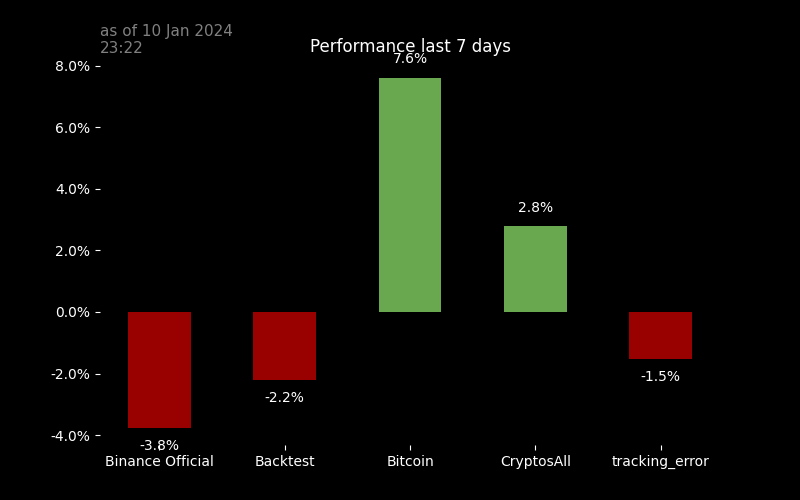 as of 10 Jan 2024
23:22
Performance last 7 days
8.0%
6.0%
4.0%
2.0%
0.0%
-2.0%
-4.0%
-3.8%
-2.2%
7.6%
2.8%
-1.5%
Binance Official
Backtest
Bitcoin
CryptosAll
tracking_error